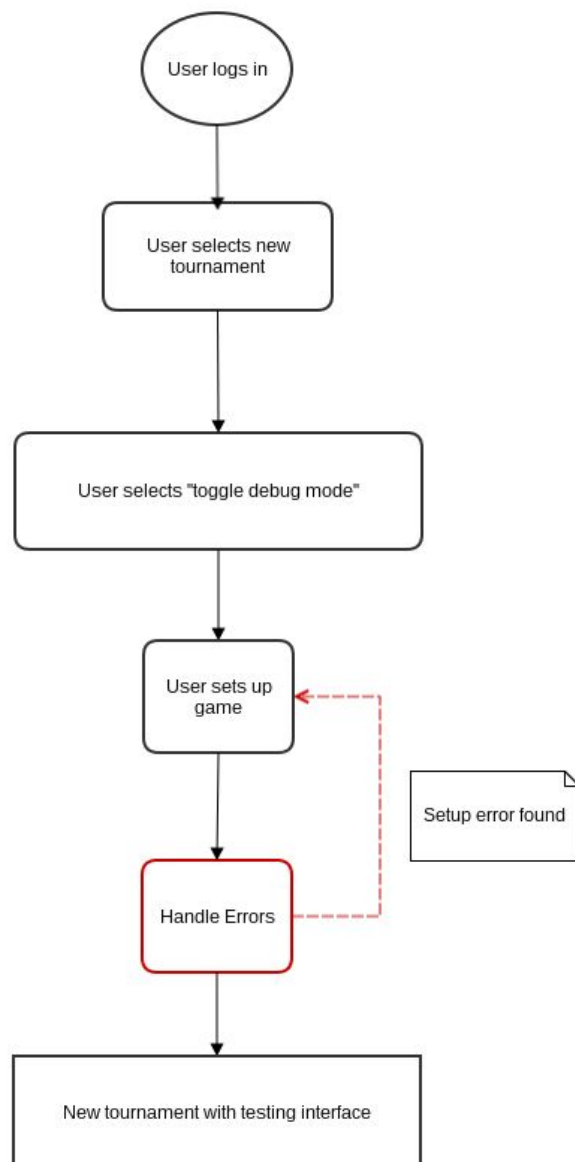 User logs in
User selects new
tournament
User selects "toggle debug mode"
User sets up
game
Setup error found
Handle Errors
New tournament with testing interface